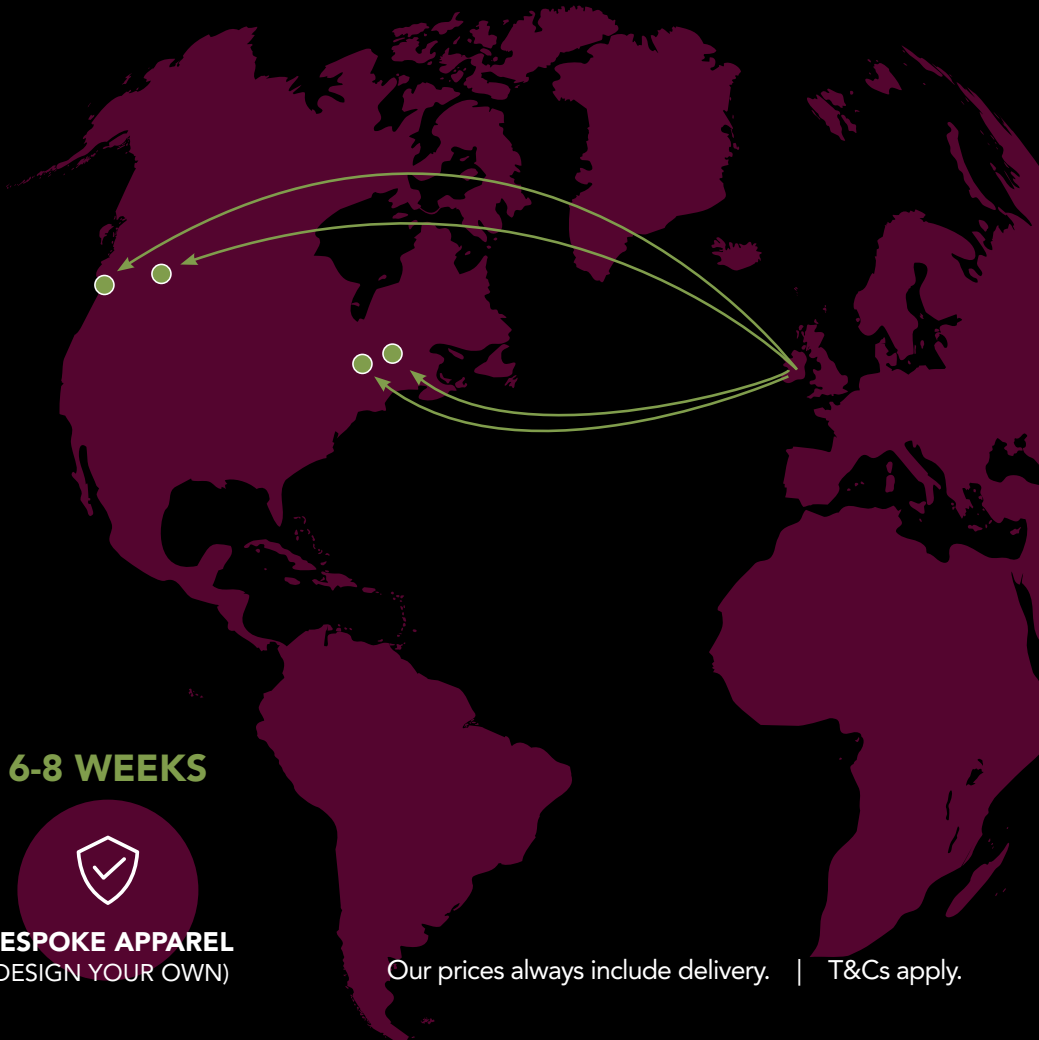 6-8 WEEKS
ESPOKE APPAREL
DESIGN YOUR OWN)
Our prices always include delivery. | T&Cs apply.